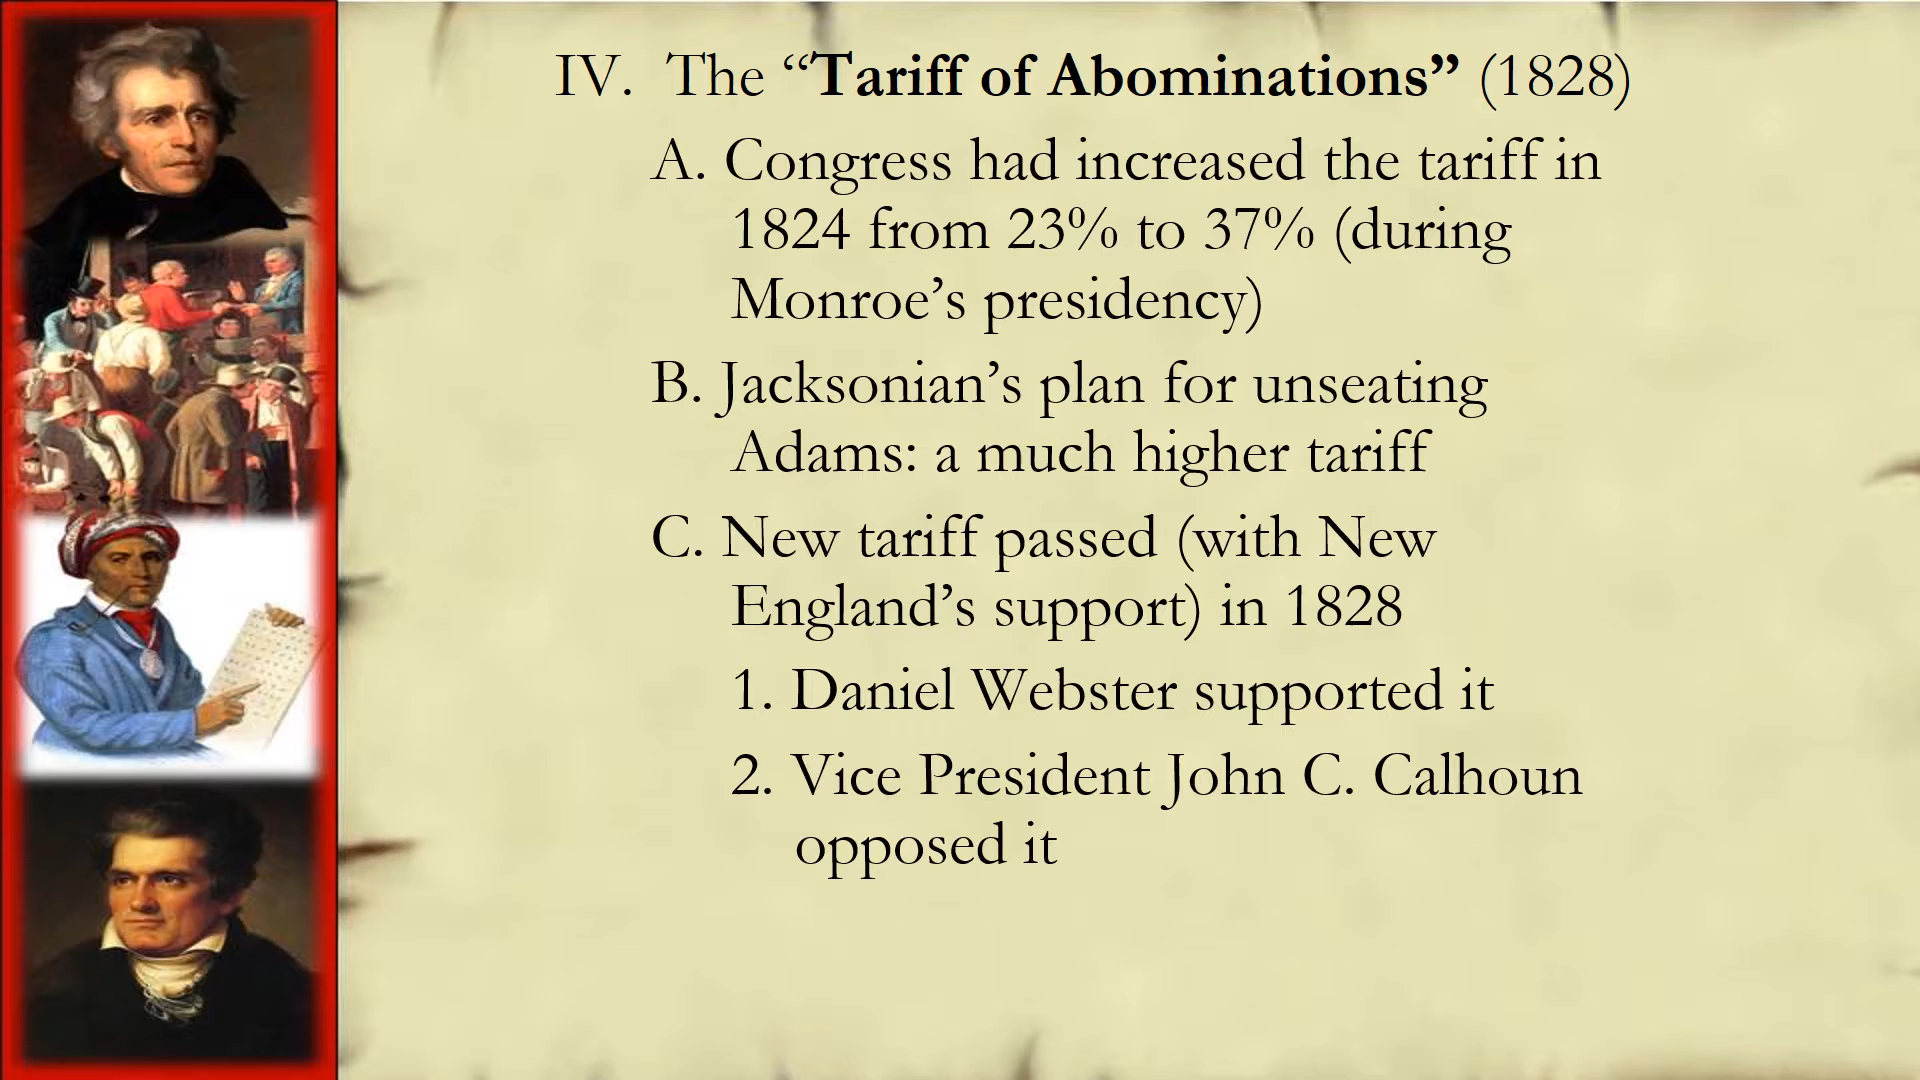 IV. The “Tariff of Abominations” (1828)
A. Congress had increased the tariff in
1824 from 23% to 37% (during
Monroe’s presidency)
B. Jacksonian’s plan for unseating
Adams: a much higher tariff
C. New tariff passed (with New
England’s support) in 1828
1. Daniel Webster supported it
2. Vice President John C. Calhoun
opposed it